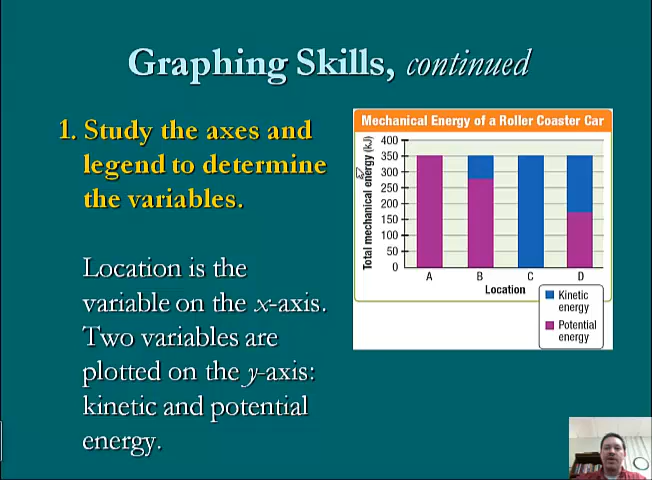 Graphing Skills, continued
1. Study the axes and
legend to determine
the variables.
Location is the
variable on the x-axis.
Two variables are
plotted on the y-axis:
kinetic and potential
energy.
Mechanical Energy of a Roller Coaster Car
Total mechanical energy (kJ)
400
350
300
250
200
150
100
50
0
A B C D
Location
Kinetic
energy
Potential
energy